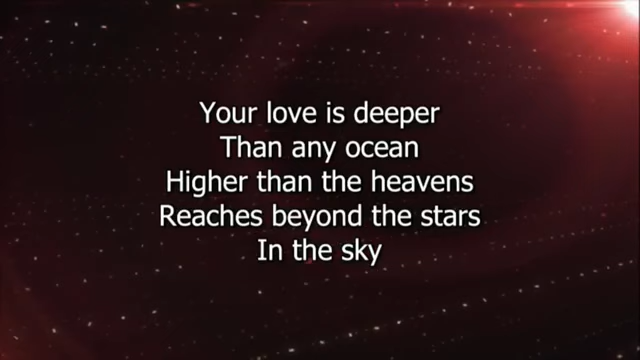 Your love is deeper
Than any ocean
Higher than the heavens
Reaches beyond the stars
In the sky